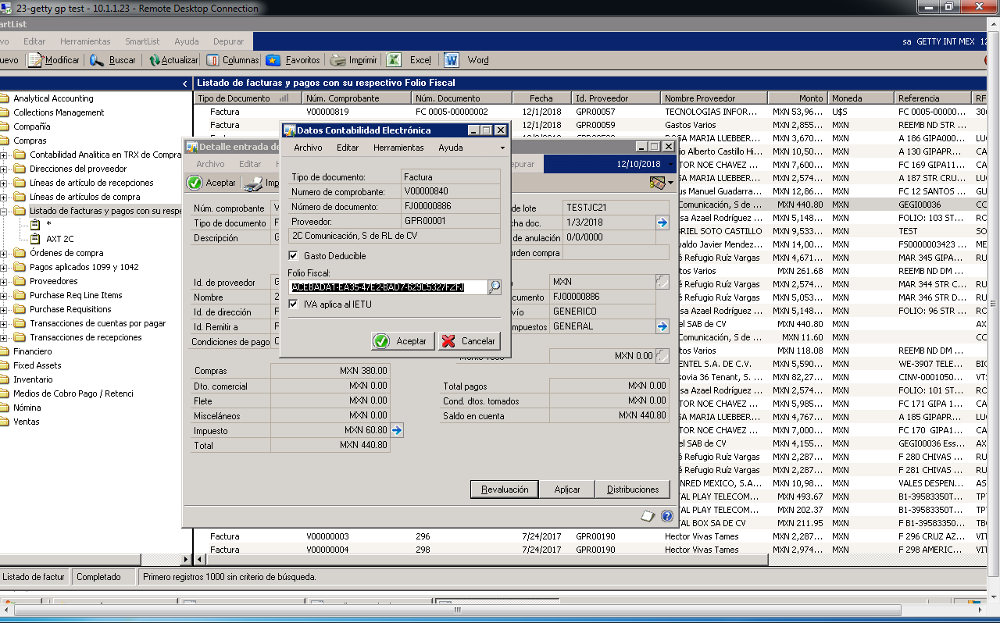 23-getty gp test - 10.1.1.23 - Remote Desktop Connection
artList
vo Editar Herramientas SmartList Ayuda Depurar
sa GETTY INT MEX 12
uevo Modificar Buscar Actualizar Columnas Favoritos Imprimir Excel Word
<
Listado de facturas y pagos con su respectivo Folio Fiscal
Analytical Accounting
Collections Management
Compañía
Compras
Contabilidad Analitica en TRX de Compra
Direcciones del proveedor
Líneas de artículo de recepciones
Líneas de artículos de compra
Listado de facturas y pagos con su respe
*
AXT 2C
Órdenes de compra
Pagos aplicados 1099 y 1042
Proveedores
Purchase Req Line Items
Purchase Requisitions
Transacciones de cuentas por pagar
Transacciones de recepciones
Financiero
Fixed Assets
Inventario
Medios de Cobro Pago / Retenci
Nómina
Ventas
Tipo de Documento Núm. Comprobante Núm. Documento Fecha Id. Proveedor Nombre Proveedor Monto Moneda Referencia RF
Factura V00000819 FC 0005-00000002 12/1/2018 GPR00057 TECNOLOGIAS INFOR... MXN 53,96... U$S FC 0005-00000... 30
Factura GPR00059 Gastos Varios MXN 2,855... MXN REEMB ND STR ...
SA MARIA LUEBBER... MXN 3,670... MXN A 186 GIPA000... LU
io Alberto Castillo Hi... MXN 10,50... MXN A 130 GIPAPR... CA
TOR NOE CHAVEZ ... MXN 7,600... MXN FC 169 GIPA11...
SA MARIA LUEBBER... MXN 2,574... MXN A 187 STR CRU... LU
us Manuel Guadarra... MXN 12,86... MXN FC 12 SANTOS ... GU
Comunicación, S de ... MXN 440.80 MXN GEGI00036 CC
sa Azael Rodríguez ... MXN 5,148... MXN FOLIO: 103 ST... RO
RIEL SOTO CASTILLO MXN 9,533... MXN TEST SO
valdo Javier Mendez... MXN 14,00... MXN FS0000003423 ME
é Refugio Ruíz Vargas MXN 4,671... MXN MAR 345 GIPA... RU
tos Varios MXN 261.68 MXN REEMB ND DM ...
é Refugio Ruíz Vargas MXN 2,574... MXN MAR 344 STR ... RU
é Refugio Ruíz Vargas MXN 5,053... MXN MAR 346 STR ... RU
sa Azael Rodríguez ... MXN 5,148... MXN FOLIO: 96 STR ... RO
el SAB de CV MXN 440.80 MXN AX
Comunicación, S de ... MXN 11.60 MXN CC
tos Varios MXN 118.08 MXN REEMB ND DM ...
ENTEL S.A. DE C.V. MXN 5,590... MXN WE-3907 TELE... BIO
sovia 36 Tenant, S. ... MXN 82,27... MXN CINV-0001050... VT
sa Azael Rodríguez ... MXN 2,574... MXN FOLIO: 101 ST... RO
TOR NOE CHAVEZ ... MXN 5,985... MXN FC 171 GIPA 1... CA
SA MARIA LUEBBER... MXN 4,767... MXN A 185 GIPAPR... LU
TOR NOE CHAVEZ ... MXN 7,000... MXN FC 170 GIPA1... CA
el SAB de CV MXN 4,155... MXN GEGI00036 Ess... AX
é Refugio Ruíz Vargas MXN 2,287... MXN F 280 CHIVAS ... RU
é Refugio Ruíz Vargas MXN 2,287... MXN F 281 CHIVAS ... RU
NRED MEXICO, S.A... MXN 10,98... MXN VALES DESPEN... AS
AL PLAY TELECOM... MXN 493.67 MXN B1-39583350T... TP
AL PLAY TELECOM... MXN 202.37 MXN B1-39583350T... TP
AL BOX SA DE CV MXN 211.95 MXN F B1-39583350... TB
Factura V00000003 296 7/24/2017 GPR00190 Hector Vivas Tames MXN 2,287... MXN F 296 CRUZ AZ... VIT
Factura V00000004 298 7/24/2017 GPR00190 Hector Vivas Tames MXN 2,974... MXN F 298 AMERIC... VIT
Detalle entrada de
Archivo Editar H epurar 12/10/2018
Aceptar Imp
Núm. comprobante V de lote TESTJC21
Tipo de documento F cha doc. 1/3/2018
Descripción G de anulación 0/0/0000
orden compra
Id. de proveedor G MXN
Nombre 2 cumento FJ00000886
Id. de dirección F vío GENERICO
Id. Remitir a F mpuestos GENERAL
Condiciones de pago C
MXN 0.00
Compras MXN 380.00
Dto. comercial MXN 0.00 Total pagos MXN 0.00
Flete MXN 0.00 Cond. dtos. tomados MXN 0.00
Misceláneos MXN 0.00 Saldo en cuenta MXN 440.80
Impuesto MXN 60.80
Total MXN 440.80
Revaluación Aplicar Distribuciones
Datos Contabilidad Electrónica
Archivo Editar Herramientas Ayuda
Tipo de documento: Factura
Numero de comprobante: V00000840
Número de documento: FJ00000886
Proveedor: GPR00001
2C Comunicación, S de RL de CV
Gasto Deducible
Folio Fiscal:
ACEBADA1-EA35-47E2-BAD7-629C5327F2FJ
IVA aplica al IETU
Aceptar Cancelar
Listado de factur Completado Primero registros 1000 sin criterio de búsqueda.